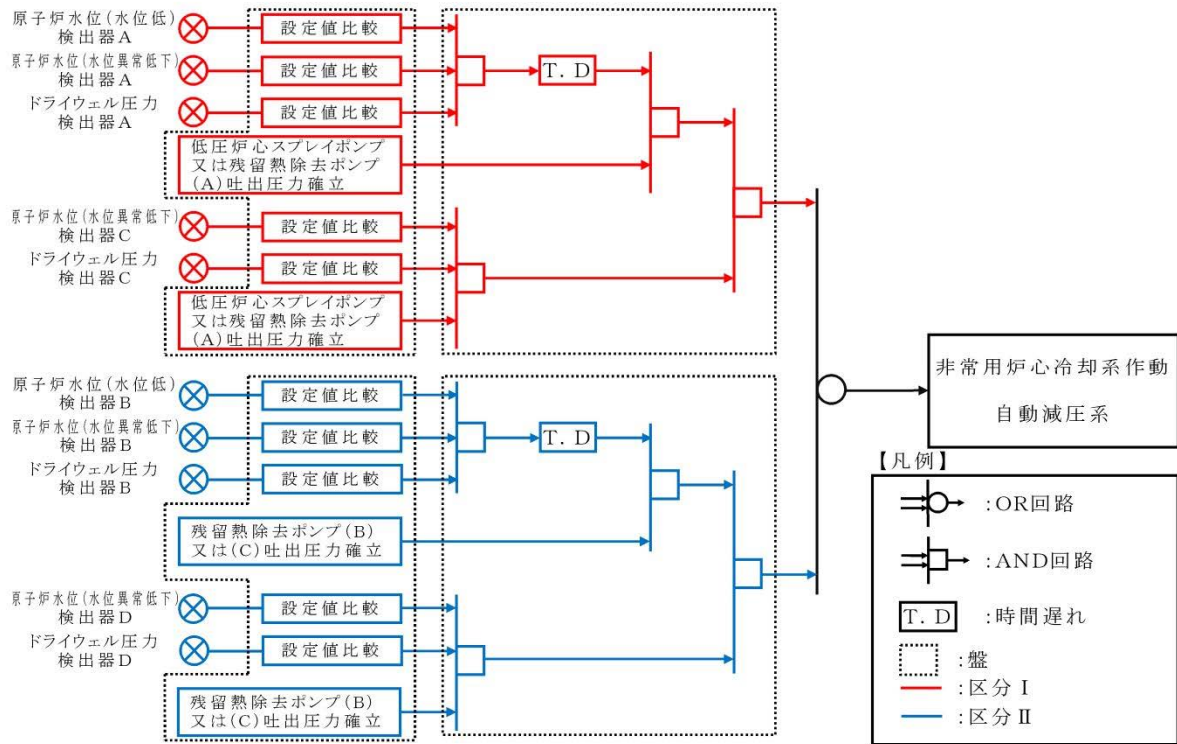 原子炉水位(水位低)
検出器A
設定値比較
原子炉水位(水位異常低下)
検出器A
設定値比較
T. D
ドライウェル圧力
検出器A
設定値比較
低圧炉心スプレイポンプ
又は残留熱除去ポンプ
(A)吐出圧力確立
原子炉水位(水位異常低下)
検出器C
設定値比較
ドライウェル圧力
検出器C
設定値比較
低圧炉心スプレイポンプ
又は残留熱除去ポンプ
(A)吐出圧力確立
原子炉水位(水位低)
検出器B
設定値比較
原子炉水位(水位異常低下)
検出器B
設定値比較
T. D
ドライウェル圧力
検出器B
設定値比較
残留熱除去ポンプ(B)
又は(C)吐出圧力確立
原子炉水位(水位異常低下)
検出器D
設定値比較
ドライウェル圧力
検出器D
設定値比較
残留熱除去ポンプ(B)
又は(C)吐出圧力確立
非常用炉心冷却系作動
自動減圧系
【凡例】
:OR回路
:AND回路
T. D :時間遅れ
:盤
:区分Ⅰ
:区分Ⅱ